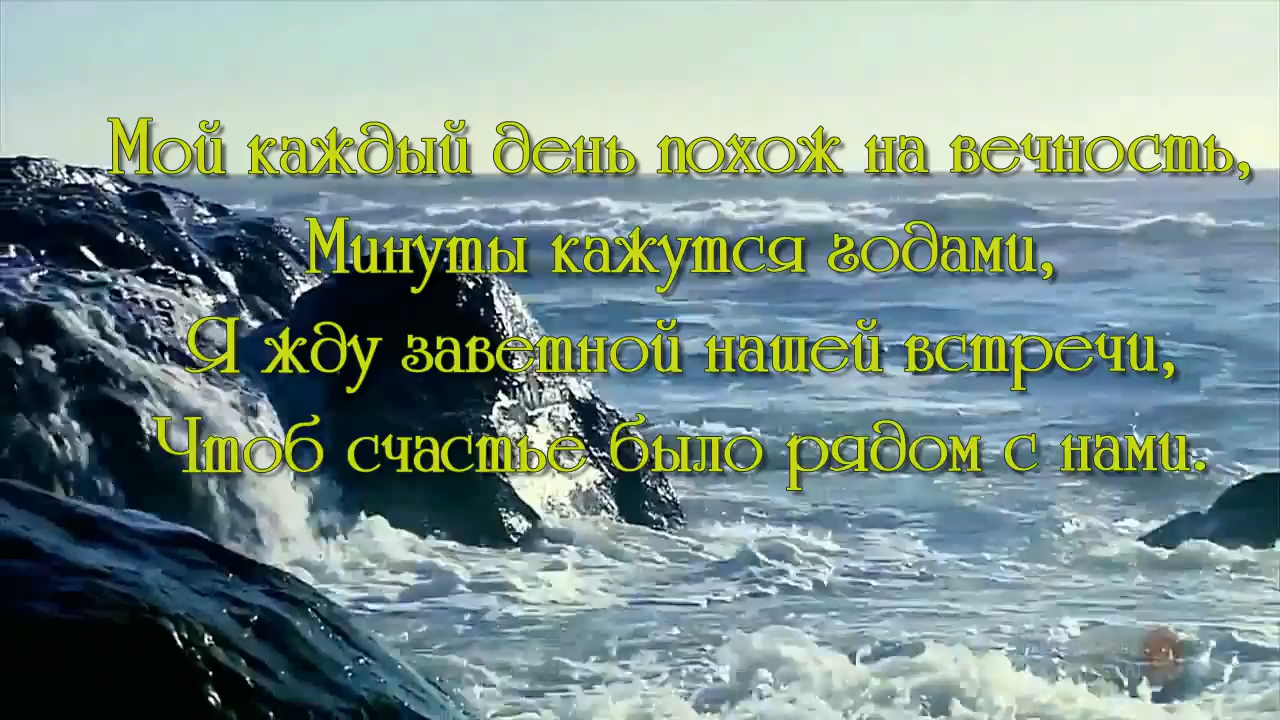 Мой каждый день похож на вечность,
Минуты кажутся годами,
Я жду заветной нашей встречи,
Чтоб счастье было рядом с нами.